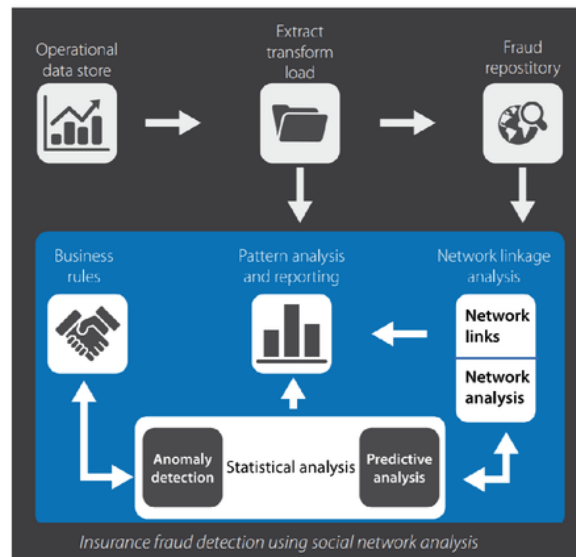 Operational
data store
Extract
transform
load
Fraud
repostitory
Business
rules
Pattern analysis
and reporting
Network linkage
analysis
Network
links
Network
analysis
Anomaly
detection
Statistical analysis
Predictive
analysis
Insurance fraud detection using social network analysis